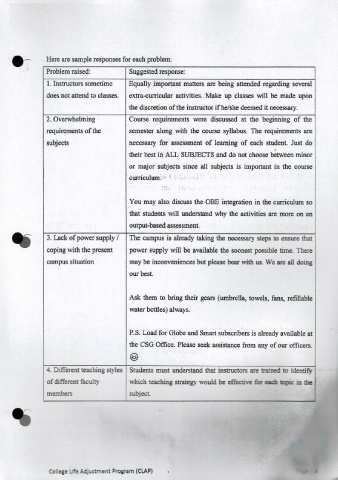 Here are sample responses for each problem:
Problem raised:
Suggested response:
1. Instructors sometime
does not attend to classes.
Equally important matters are being attended regarding several
extra-curricular activities. Make up classes will be made upon
the discretion of the instructor if he/she deemed it necessary.
2. Overwhelming
requirements of the
subjects
Course requirements were discussed at the beginning of the
semester along with the course syllabus. The requirements are
necessary for assessment of learning of each student. Just do
their best in ALL SUBJECTS and do not choose between minor
or major subjects since all subjects is important in the course
curriculum.
You may also discuss the OBE integration in the curriculum so
that students will understand why the activities are more on an
output-based assessment.
3. Lack of power supply /
coping with the present
campus situation
The campus is already taking the necessary steps to ensure that
power supply will be available the soonest possible time. There
may be inconveniences but please bear with us. We are all doing
our best.
Ask them to bring their gears (umbrella, towels, fans, refillable
water bottles) always.
P.S. Load for Globe and Smart subscribers is already available at
the CSG Office. Please seek assistance from any of our officers.
☺
4. Different teaching styles
of different faculty
members
Students must understand that instructors are trained to identify
which teaching strategy would be effective for each topic in the
subject.
College Life Adjustment Program (CLAP)